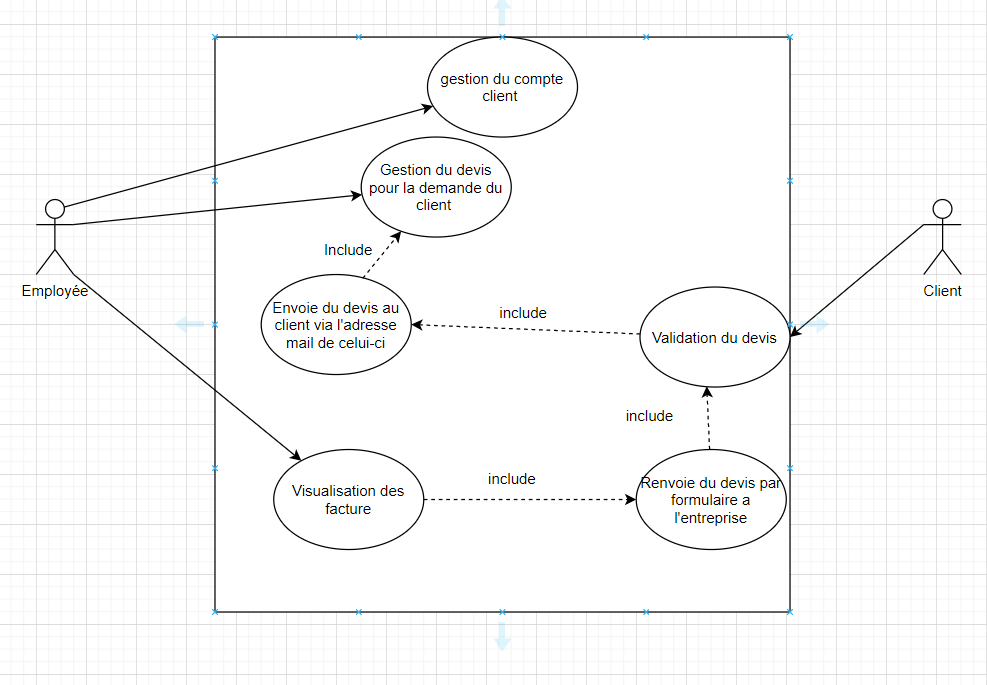 gestion du compte
client
Gestion du devis
pour la demande du
client
Include
Employée
Client
Envoie du devis au
client via l'adresse
mail de celui-ci
include
Validation du devis
include
Visualisation des
facture
include
Renvoie du devis par
formulaire a
l'entreprise